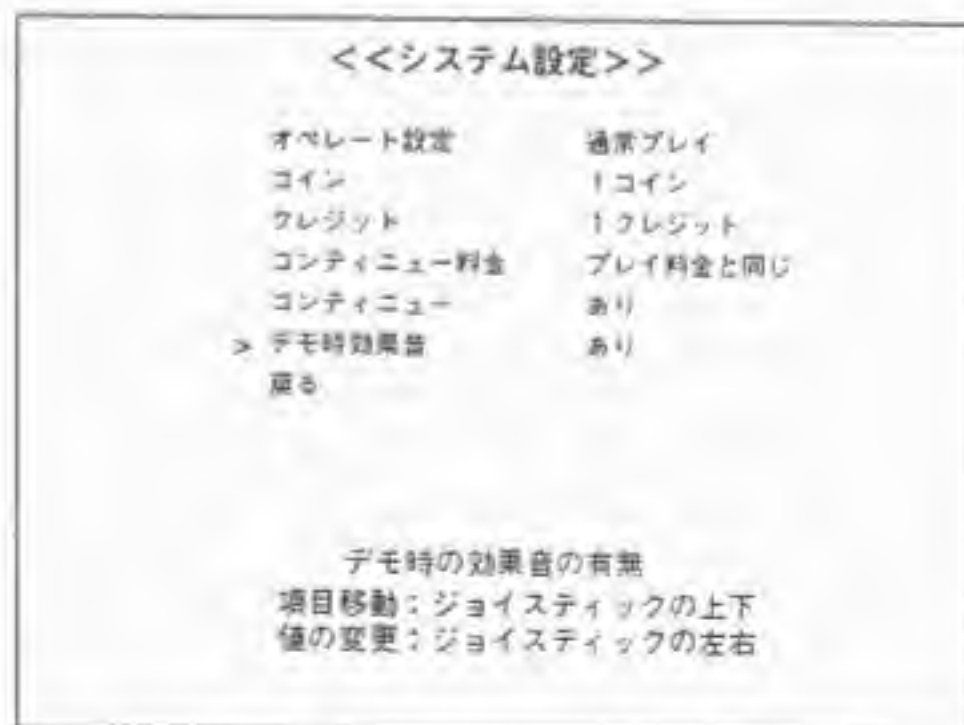 <<システム設定>>
オペレート設定 通常プレイ
コイン 1コイン
クレジット 1クレジット
コンティニュー料金 プレイ料金と同じ
コンティニュー あり
> デモ時効果音 あり
戻る
デモ時の効果音の有無
項目移動:ジョイスティックの上下
値の変更:ジョイスティックの左右